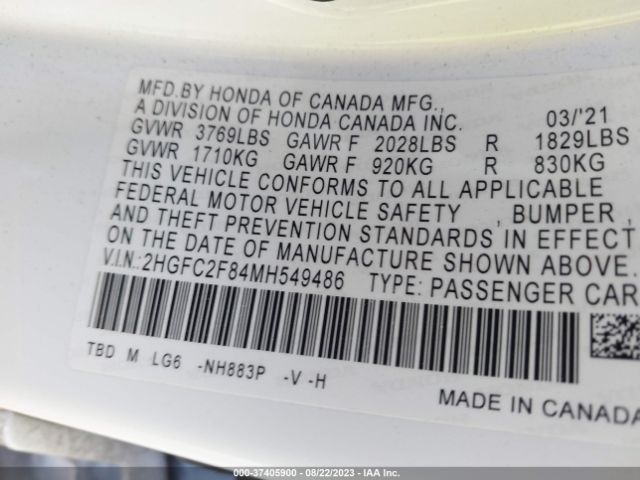 MFD.BY HONDA OF CANADA MFG.,
A DIVISION OF HONDA CANADA INC. 03/'21
GVWR 3769LBS GAWR F 2028LBS R 1829LBS
GVWR 1710KG GAWR F 920KG R 830KG
THIS VEHICLE CONFORMS TO ALL APPLICABLE
FEDERAL MOTOR VEHICLE SAFETY , BUMPER ,
AND THEFT PREVENTION STANDARDS IN EFFECT
ON THE DATE OF MANUFACTURE SHOWN ABOVE.
V.I.N.:2HGFC2F84MH549486 TYPE: PASSENGER CAR
TBD M LG6 -NH883P -V -H
MADE IN CANADA
000-37405900 - 08/22/2023 - IAA Inc.